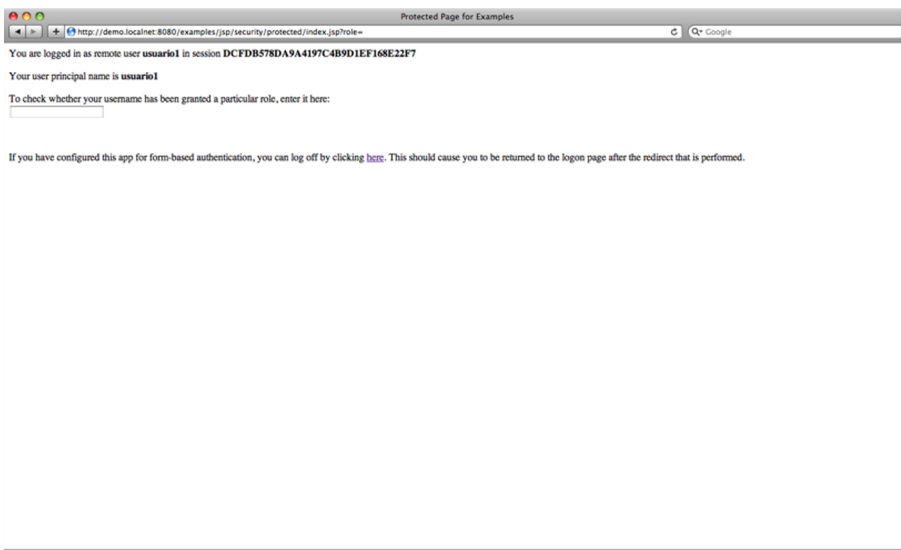 Protected Page for Examples
http://demo.localnet:8080/examples/jsp/security/protected/index.jsp?role=
Google
You are logged in as remote user usuario1 in session DCFDB578DA9A4197C4B9D1EF168E22F7
Your user principal name is usuario1
To check whether your username has been granted a particular role, enter it here:
If you have configured this app for form-based authentication, you can log off by clicking here. This should cause you to be returned to the logon page after the redirect that is performed.